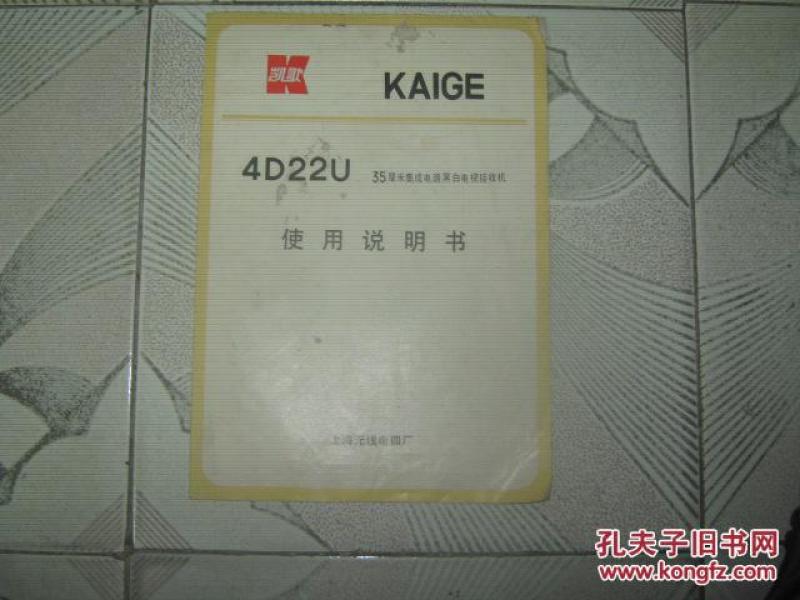 凯歌 KAIGE
4D22U 35厘米集成电路黑白电视接收机
使用说明书
上海无线电四厂
孔夫子旧书网
www.kongfz.com